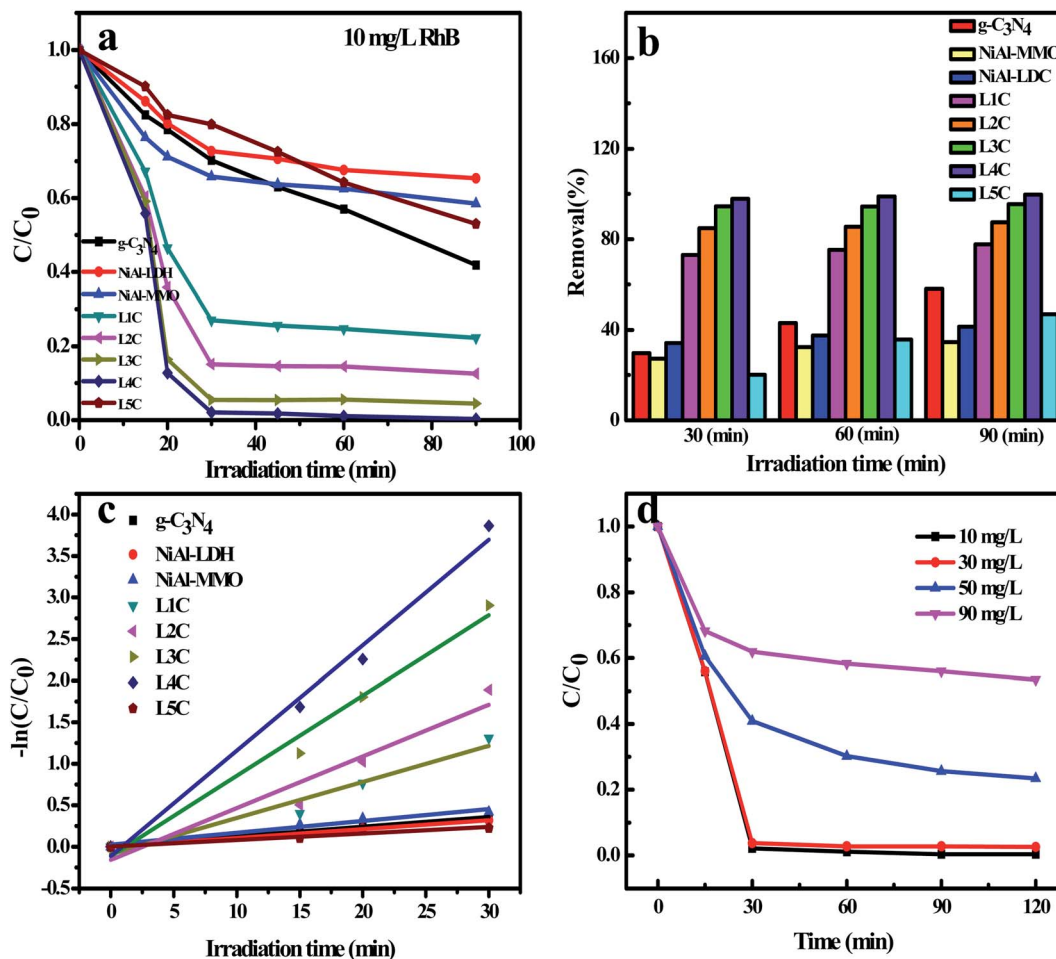 a
10 mg/L RhB
1.0
0.8
0.6
0.4
0.2
0.0
C/C0
g-C3N4
NiAl-LDH
NiAl-MMO
L1C
L2C
L3C
L4C
L5C
0 20 40 60 80 100
Irradiation time (min)
b
160
120
80
40
0
Removal(%)
g-C3N4
NiAl-MMO
NiAl-LDC
L1C
L2C
L3C
L4C
L5C
30 (min) 60 (min) 90 (min)
Irradiation time (min)
c
4.0
3.5
3.0
2.5
2.0
1.5
1.0
0.5
0.0
-0.5
-ln(C/C0)
g-C3N4
NiAl-LDH
NiAl-MMO
L1C
L2C
L3C
L4C
L5C
0 5 10 15 20 25 30
Irradiation time (min)
d
1.0
0.8
0.6
0.4
0.2
0.0
C/C0
10 mg/L
30 mg/L
50 mg/L
90 mg/L
0 30 60 90 120
Time (min)